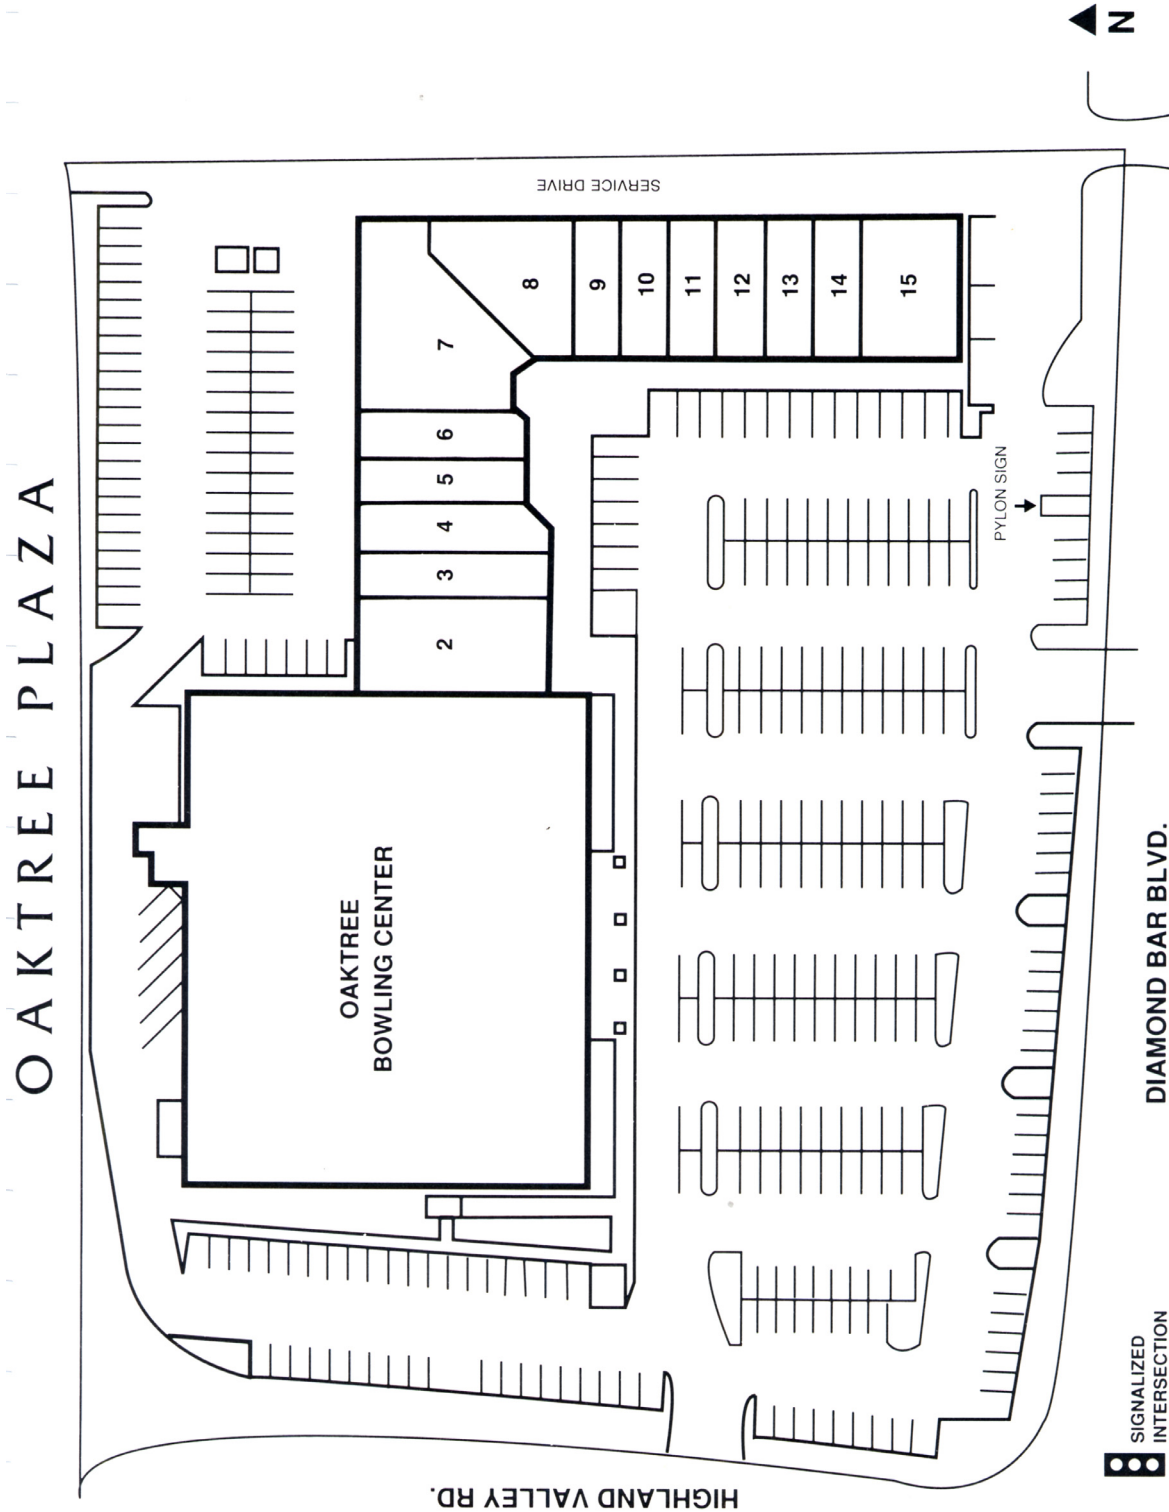 OAKTREE PLAZA
N
SERVICE DRIVE
7
8
9
10
11
12
13
14
15
6
5
4
3
2
PYLON SIGN
OAKTREE
BOWLING CENTER
DIAMOND BAR BLVD.
SIGNALIZED
INTERSECTION
HIGHLAND VALLEY RD.